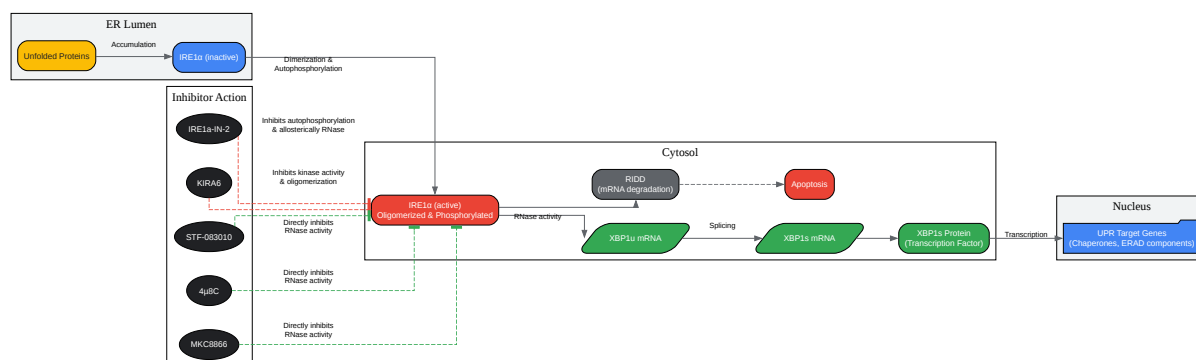 ER Lumen
Unfolded Proteins
Accumulation
IRE1α (inactive)
Dimerization &
Autophosphorylation
Inhibitor Action
IRE1a-IN-2
Inhibits autophosphorylation
& allosterically RNase
KIRA6
Inhibits kinase activity
& oligomerization
STF-083010
Directly inhibits
RNase activity
4μ8C
Directly inhibits
RNase activity
MKC8866
Directly inhibits
RNase activity
Cytosol
IRE1α (active)
Oligomerized & Phosphorylated
RNase activity
RIDD
(mRNA degradation)
Apoptosis
XBP1u mRNA
Splicing
XBP1s mRNA
XBP1s Protein
(Transcription Factor)
Transcription
Nucleus
UPR Target Genes
(Chaperones, ERAD components)